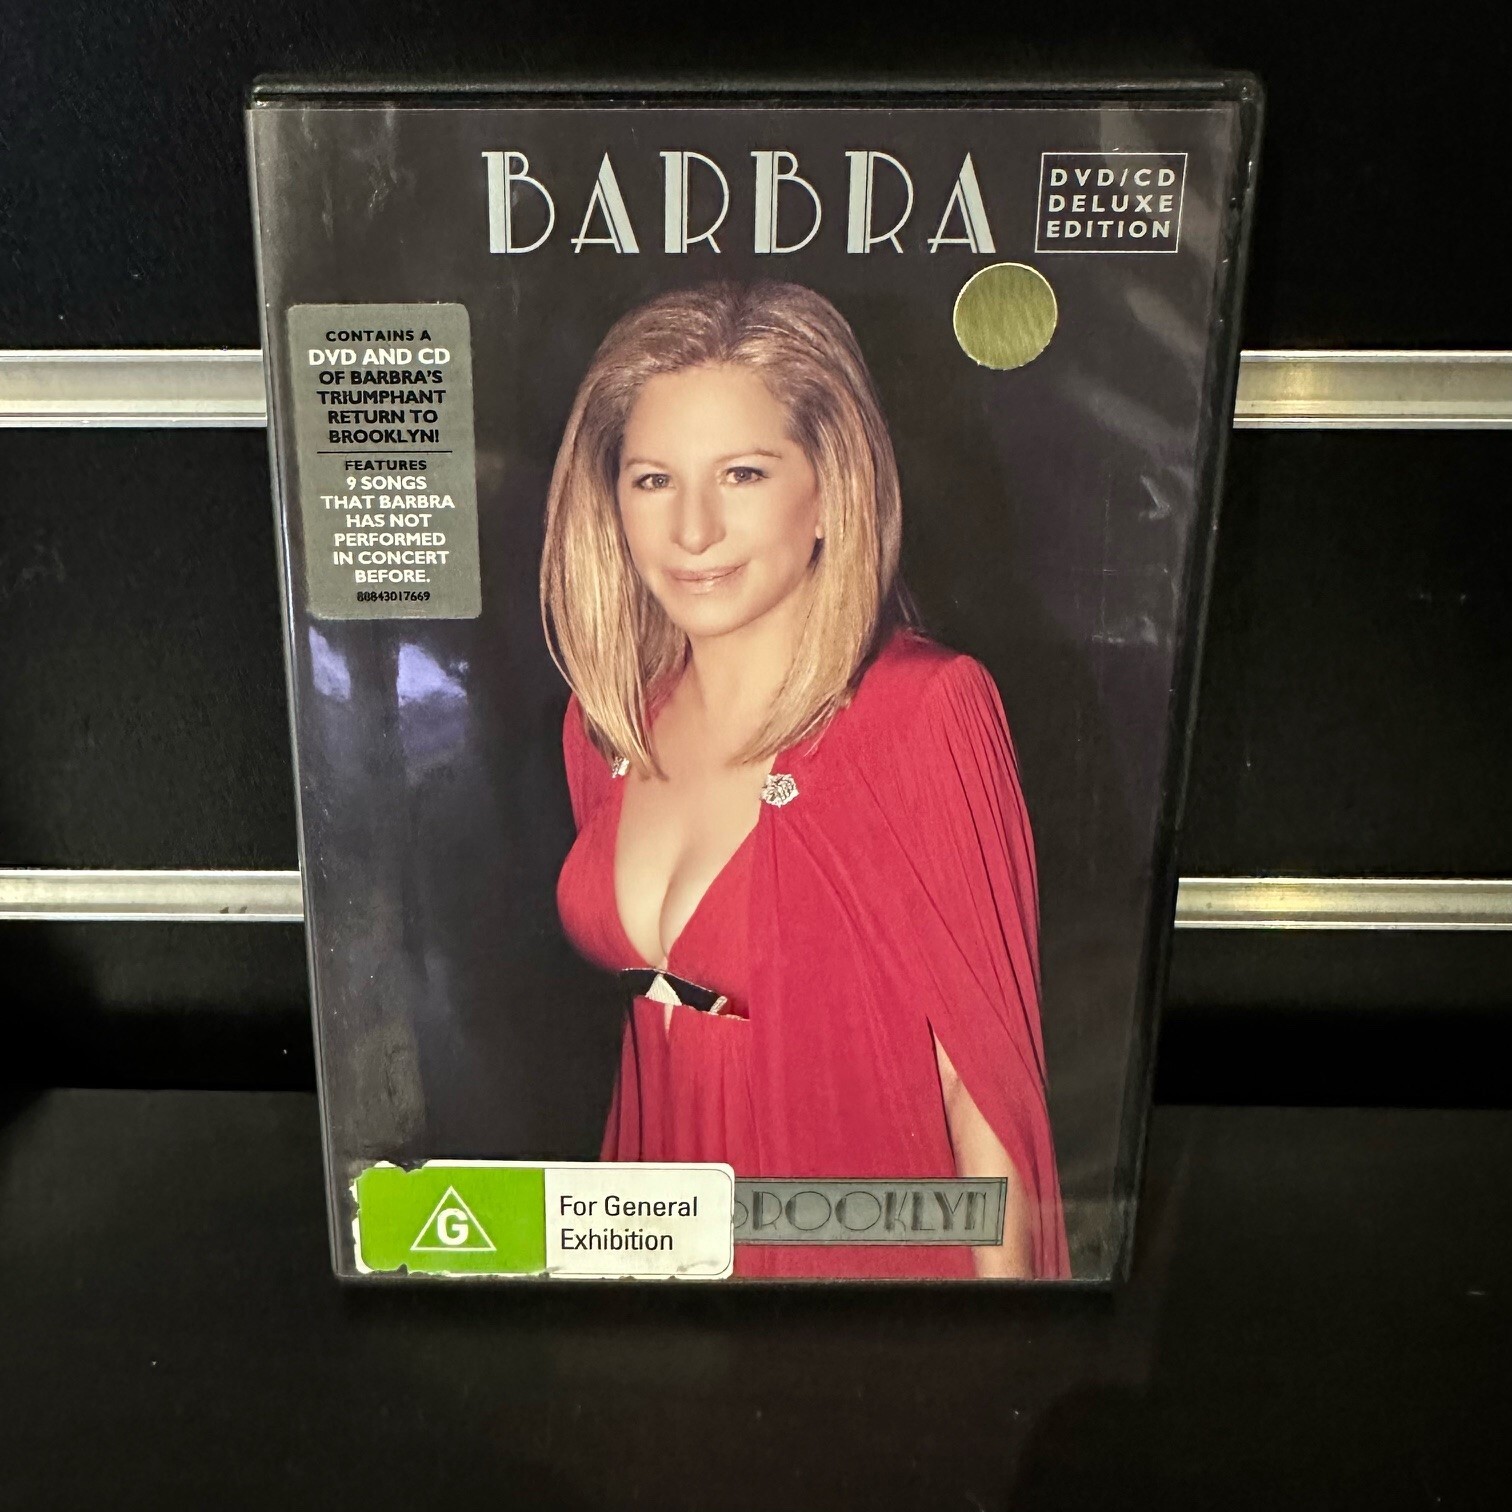 BARBRA
DVD/CD
DELUXE
EDITION
CONTAINS A
DVD AND CD
OF BARBRA'S
TRIUMPHANT
RETURN TO
BROOKLYN!
FEATURES
9 SONGS
THAT BARBRA
HAS NOT
PERFORMED
IN CONCERT
BEFORE.
88843017669
G
For General
Exhibition
BROOKLYN